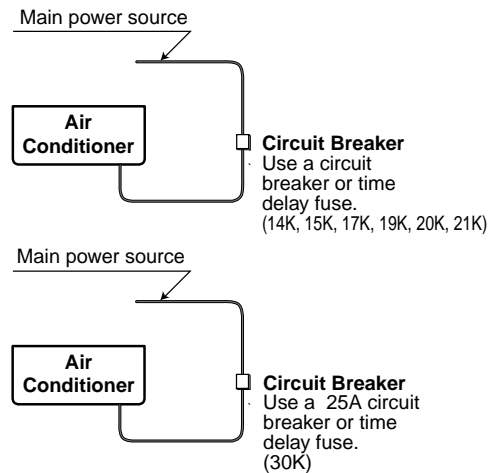 Main power source
Air
Conditioner
Circuit Breaker
Use a circuit
breaker or time
delay fuse.
(14K, 15K, 17K, 19K, 20K, 21K)
Main power source
Air
Conditioner
Circuit Breaker
Use a 25A circuit
breaker or time
delay fuse.
(30K)